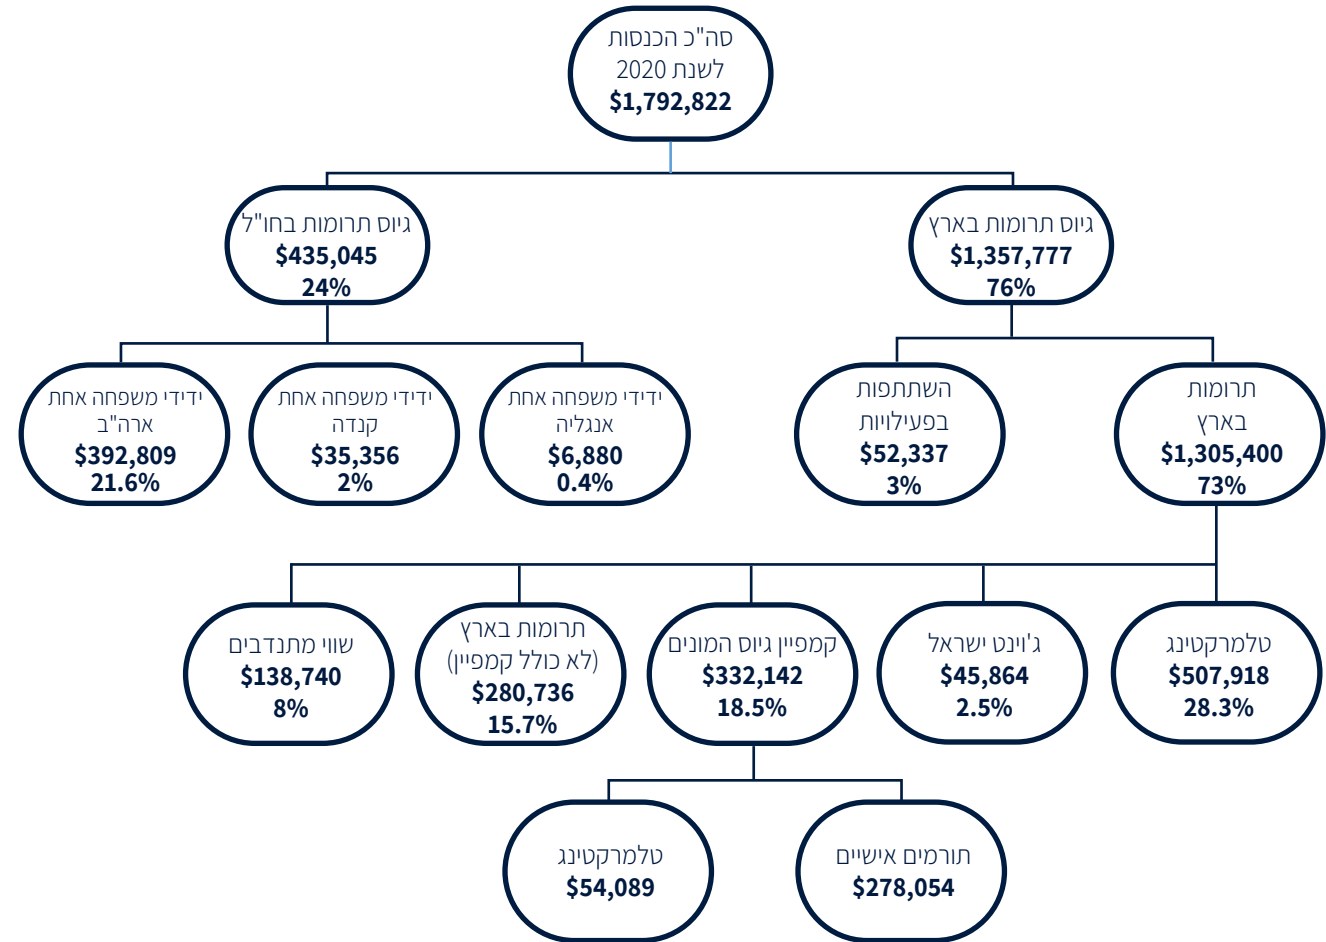 סה"כ הכנסות
לשנת 2020
$1,792,822
גיוס תרומות בארץ
$1,357,777
76%
גיוס תרומות בחו"ל
$435,045
24%
תרומות
בארץ
$1,305,400
73%
השתתפות
בפעילויות
$52,337
3%
ידידי משפחה אחת
אנגליה
$6,880
0.4%
ידידי משפחה אחת
קנדה
$35,356
2%
ידידי משפחה אחת
ארה"ב
$392,809
21.6%
טלמרקטינג
$507,918
28.3%
ג'וינט ישראל
$45,864
2.5%
קמפיין גיוס המונים
$332,142
18.5%
תרומות בארץ
(לא כולל קמפיין)
$280,736
15.7%
שווי מתנדבים
$138,740
8%
תורמים אישיים
$278,054
טלמרקטינג
$54,089